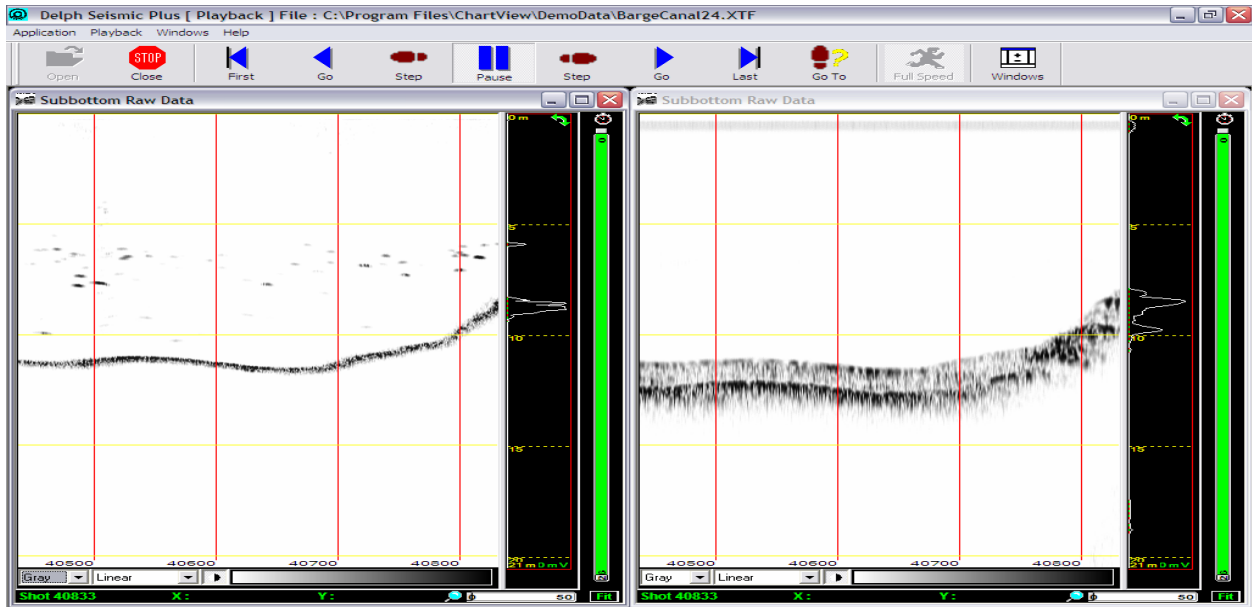 Delph Seismic Plus [ Playback ] File : C:\Program Files\ChartView\DemoData\BargeCanal24.XTF
Application Playback Windows Help
Open Close First Go Step Pause Step Go Last Go To Full Speed Windows
STOP
Subbottom Raw Data
0 m
5
10
15
20
21 m 0 mV
40500 40600 40700 40800
Gray Linear
Shot 40833 X : Y : 50 Fit
Subbottom Raw Data
0 m
5
10
15
20
21 m 0 mV
40500 40600 40700 40800
Gray Linear
Shot 40833 X : Y : 50 Fit